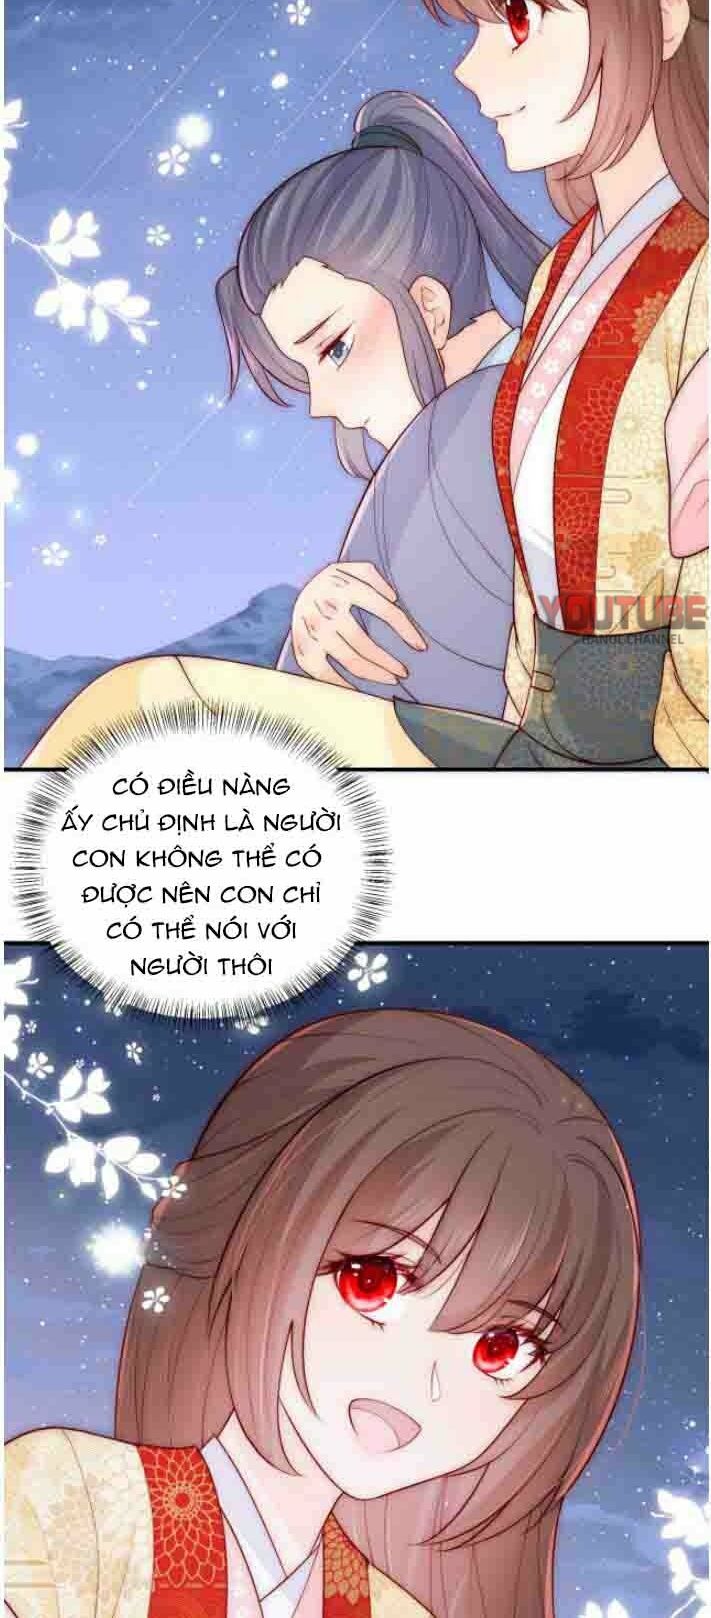 YOUTUBE
BANGLCHANNEL
CÓ ĐIỀU NÀNG
ẤY CHỦ ĐỊNH LÀ NGƯỜI
CON KHÔNG THỂ CÓ
ĐƯỢC NÊN CON CHỈ
CÓ THỂ NÓI VỚI
NGƯỜI THÔI